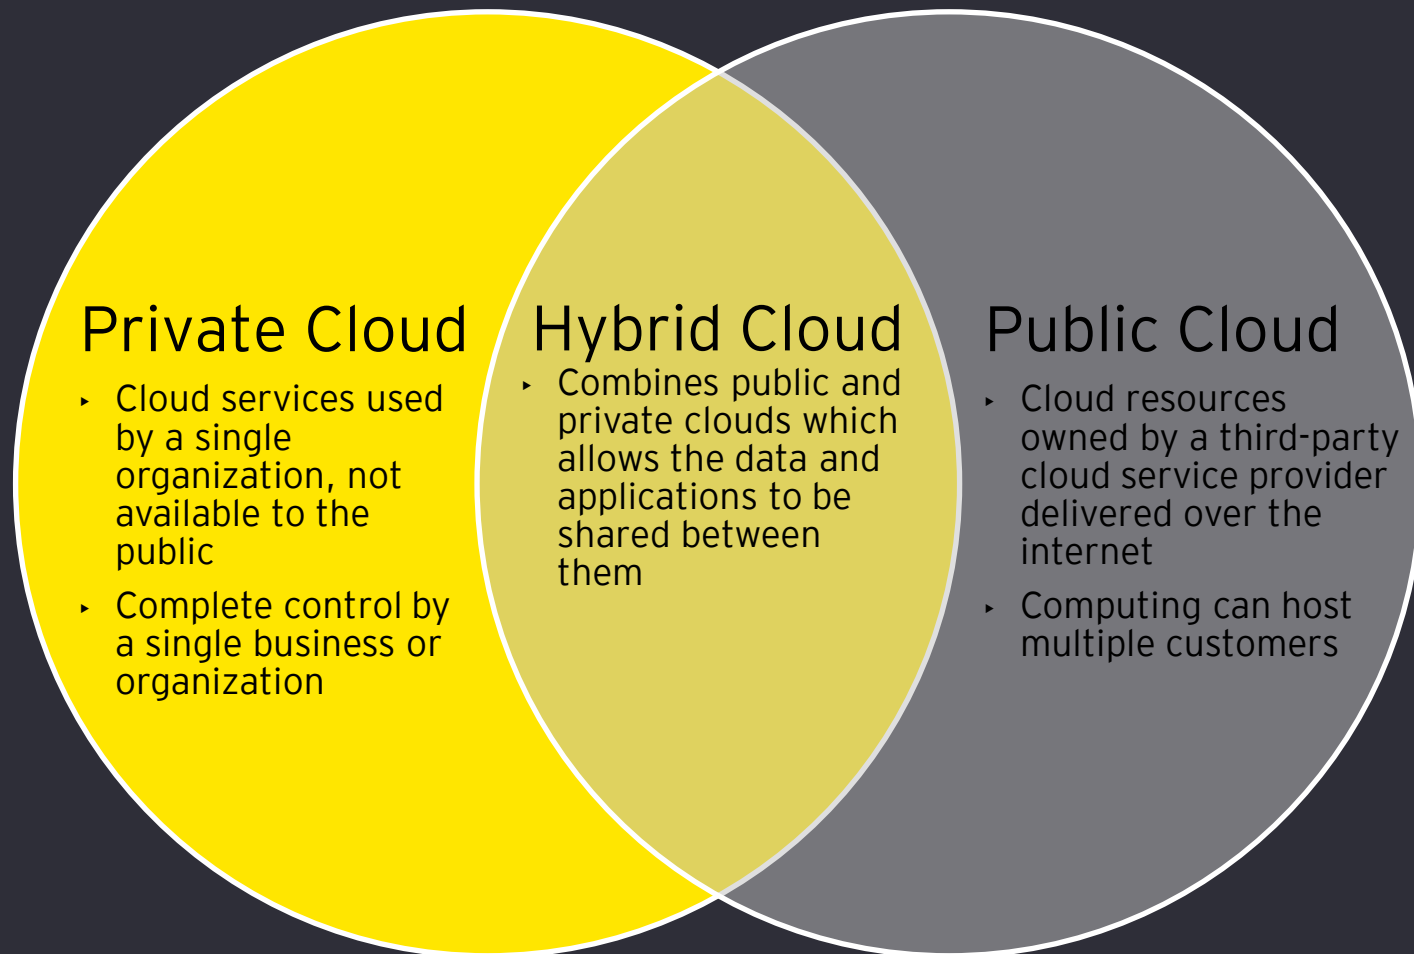 Private Cloud
‣ Cloud services used
by a single
organization, not
available to the
public
‣ Complete control by
a single business or
organization
Hybrid Cloud
‣ Combines public and
private clouds which
allows the data and
applications to be
shared between
them
Public Cloud
‣ Cloud resources
owned by a third-party
cloud service provider
delivered over the
internet
‣ Computing can host
multiple customers